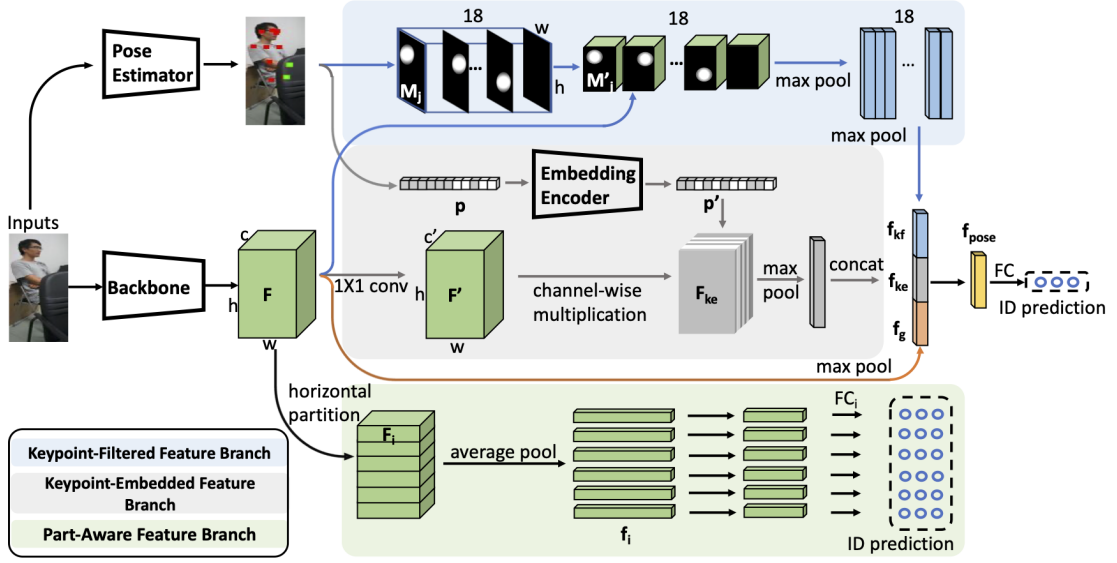 18
18
18
w
Pose
Estimator
...
...
...
h
M_j
M'_j
max pool
max pool
Embedding
Encoder
p
p'
Inputs
c
c'
f_kf
f_pose
Backbone
F
1X1 conv
F'
channel-wise
multiplication
F_ke
max
pool
concat
f_ke
FC
ID prediction
h
h
w
w
f_g
max pool
horizontal
partition
FC_i
F_i
average pool
f_i
ID prediction
Keypoint-Filtered Feature Branch
Keypoint-Embedded Feature
Branch
Part-Aware Feature Branch